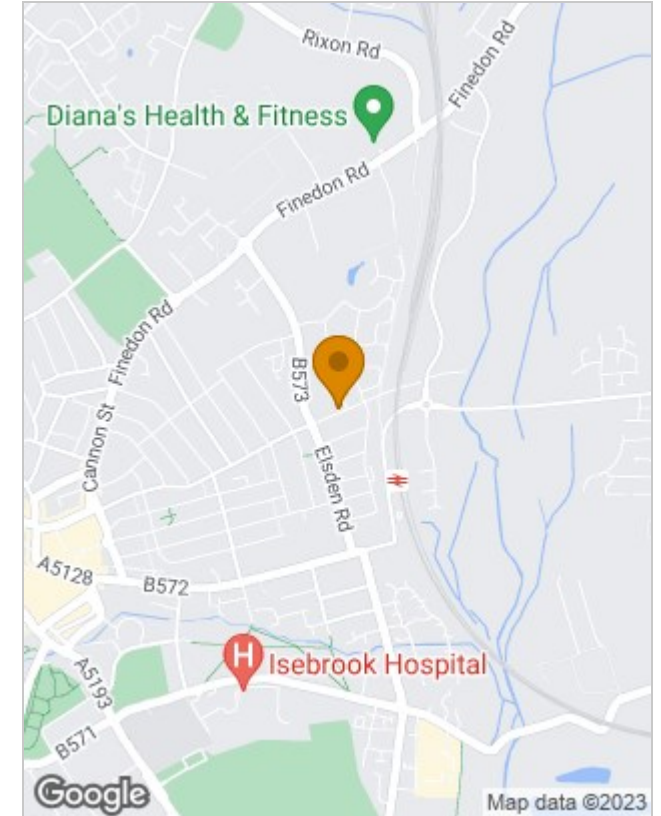 Rixon Rd
Finedon Rd
Diana's Health & Fitness
Finedon Rd
Finedon Rd
B573
Cannon St
Elsden Rd
A5128
B572
H
Isebrook Hospital
A5193
B571
Google
Map data ©2023